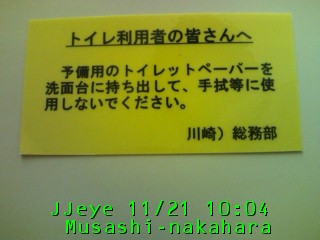 トイレ利用者の皆さんへ
予備用のトイレットペーパーを
洗面台に持ち出して、手拭等に使
用しないでください。
川崎）総務部
JJeye 11/21 10:04
Musashi-nakahara